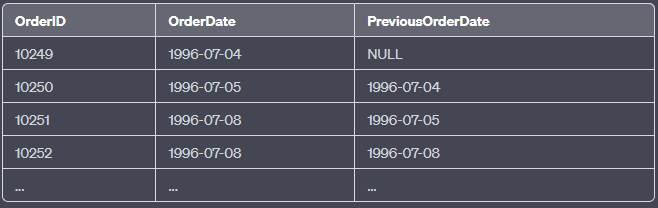 OrderID OrderDate PreviousOrderDate
10249 1996-07-04 NULL
10250 1996-07-05 1996-07-04
10251 1996-07-08 1996-07-05
10252 1996-07-08 1996-07-08
... ... ...